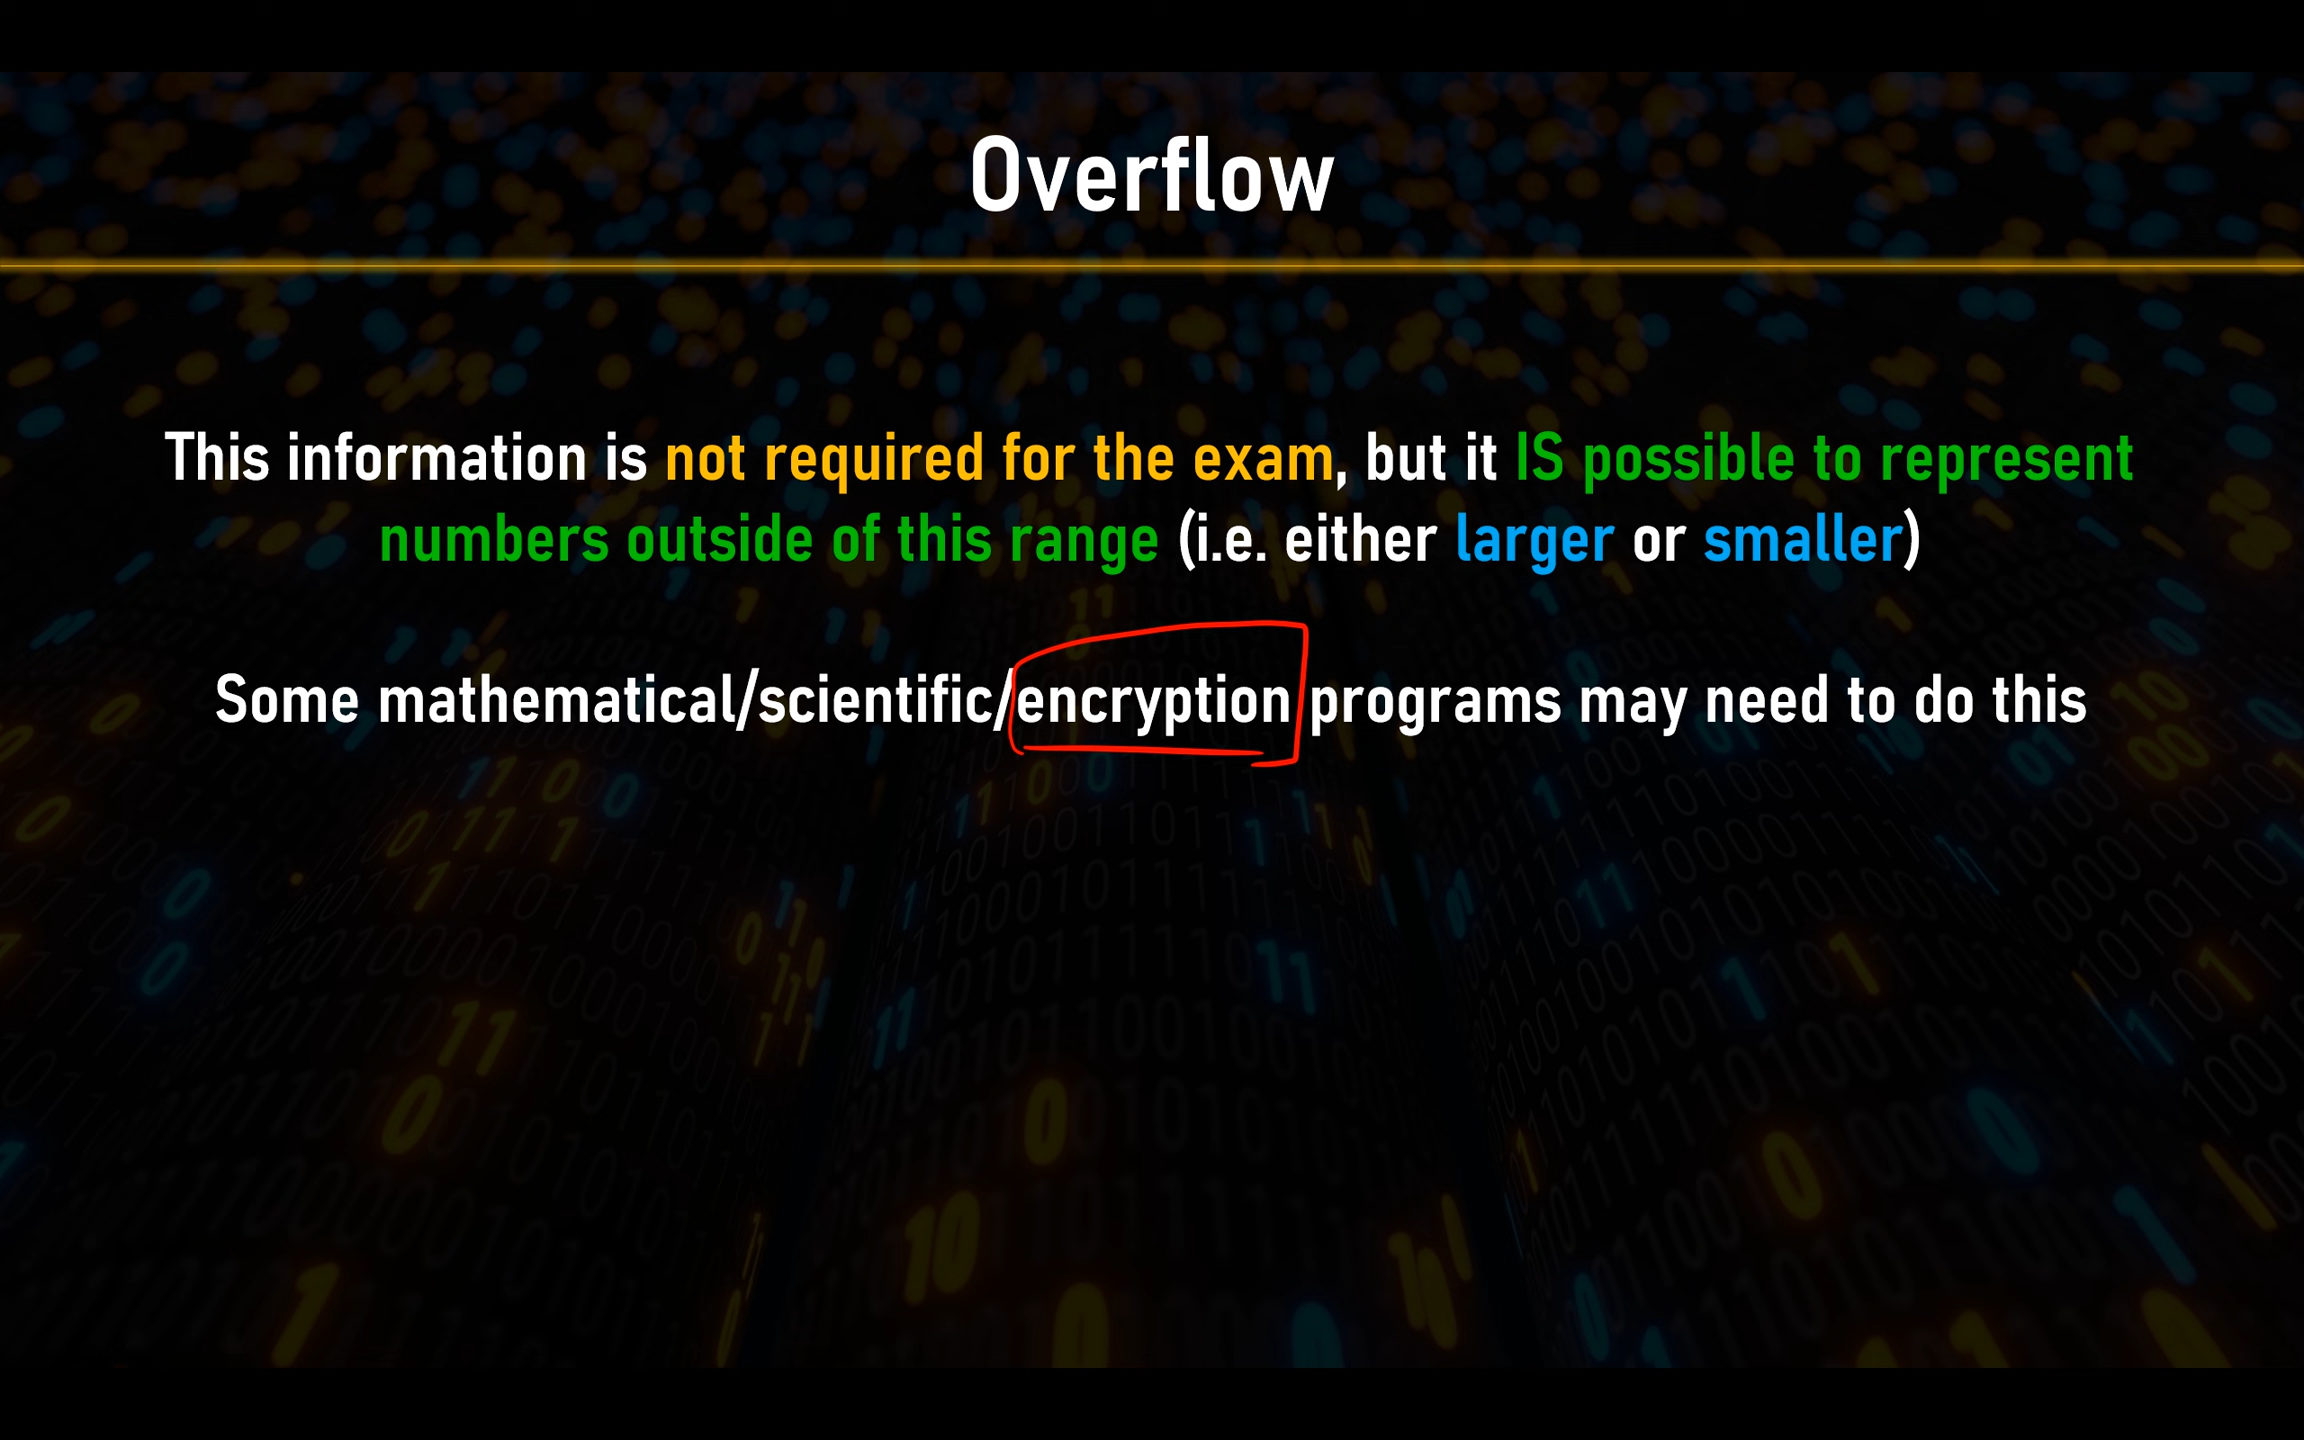 Overflow
This information is not required for the exam, but it IS possible to represent
numbers outside of this range (i.e. either larger or smaller)
Some mathematical/scientific/encryption programs may need to do this